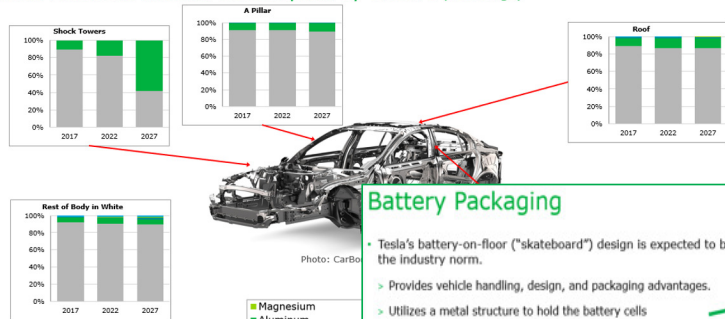 A Pillar
100%
80%
60%
40%
20%
0%
2017 2022 2027
Shock Towers
100%
80%
60%
40%
20%
0%
2017 2022 2027
Roof
100%
80%
60%
40%
20%
0%
2017 2022 2027
Rest of Body in White
100%
80%
60%
40%
20%
0%
2017 2022 2027
Photo:
Magnesium
Aluminum
Battery Packaging
• Tesla's battery-on-floor ("skateboard") design is expected to b
the industry norm.
> Provides vehicle handling, design, and packaging advantages.
> Utilizes a metal structure to hold the battery cells